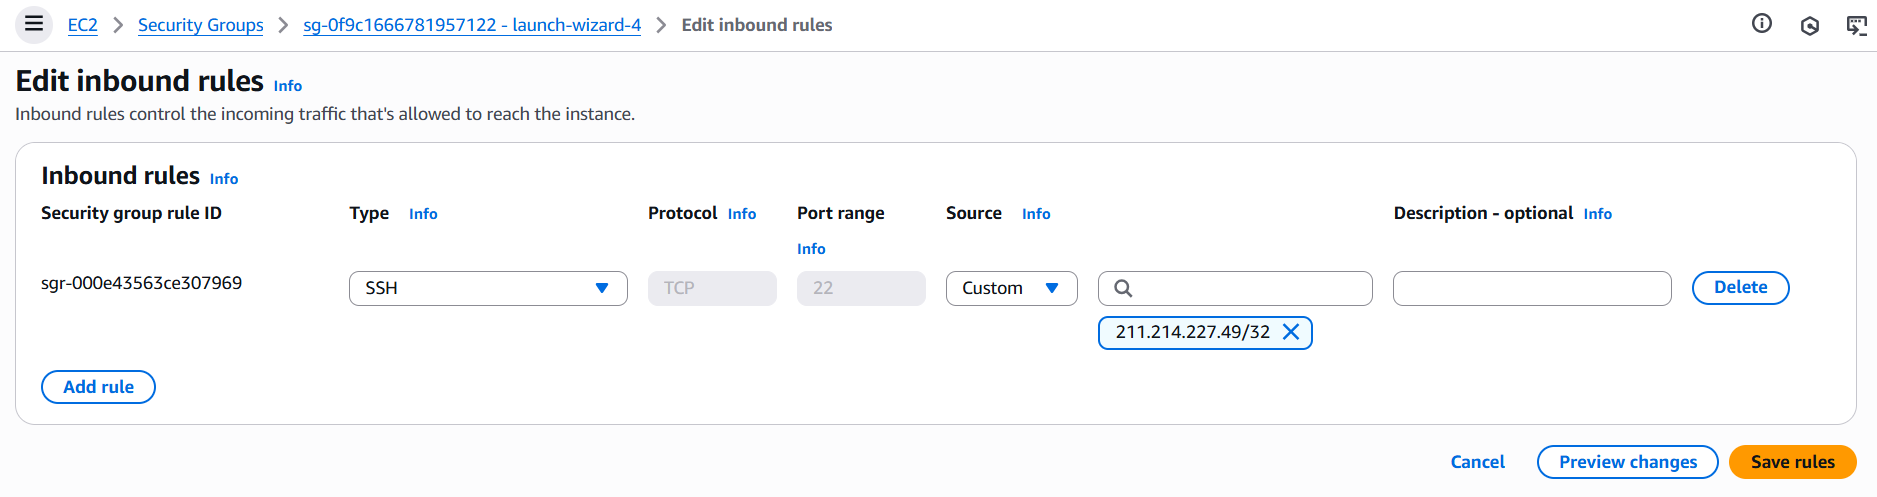 EC2 > Security Groups > sg-0f9c1666781957122 - launch-wizard-4 > Edit inbound rules
Edit inbound rules Info
Inbound rules control the incoming traffic that's allowed to reach the instance.
Inbound rules Info
Security group rule ID Type Info Protocol Info Port range Source Info Description - optional Info
Info
sgr-000e43563ce307969 SSH TCP 22 Custom Delete
211.214.227.49/32
Add rule
Cancel Preview changes Save rules